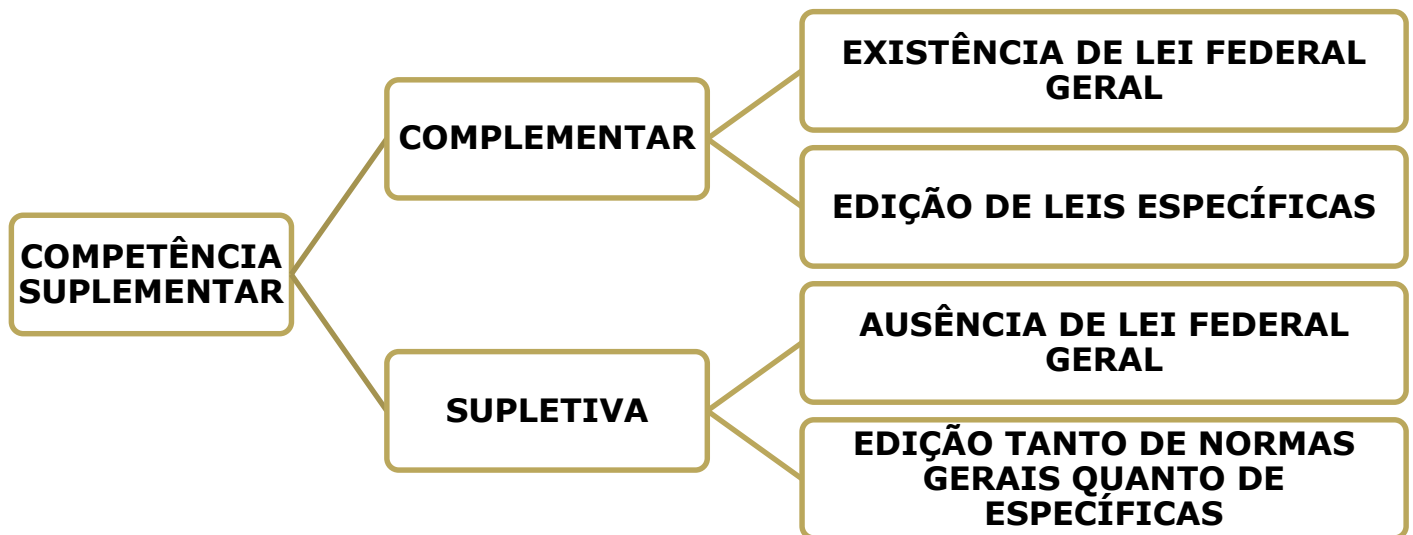 COMPETÊNCIA
SUPLEMENTAR
COMPLEMENTAR
EXISTÊNCIA DE LEI FEDERAL
GERAL
EDIÇÃO DE LEIS ESPECÍFICAS
SUPLETIVA
AUSÊNCIA DE LEI FEDERAL
GERAL
EDIÇÃO TANTO DE NORMAS
GERAIS QUANTO DE
ESPECÍFICAS